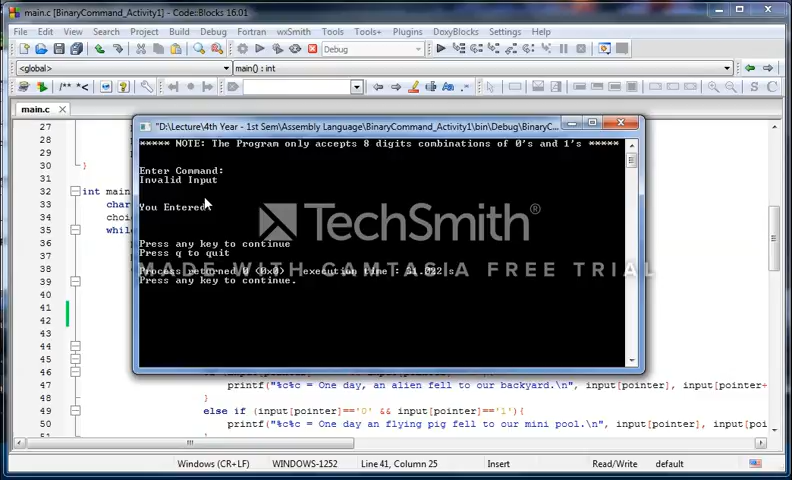 main.c [BinaryCommand_Activity1] - Code::Blocks 16.01
File Edit View Search Project Build Debug Fortran wxSmith Tools Tools+ Plugins DoxyBlocks Settings Help
Debug
<global> main() : int
/** *<
main.c
"D:\Lecture\4th Year - 1st Sem\Assembly Language\BinaryCommand_Activity1\bin\Debug\BinaryC...
***** NOTE: The Program only accepts 8 digits combinations of 0's and 1's *****
Enter Command:
Invalid Input
You Entered:
TechSmith®
Press any key to continue
Press q to quit
MADE WITH CAMTASIA FREE TRIAL
Process returned 0 (0x0) execution time :
Press any key to continue.
27
28
29
30 }
31
32 int main
33 char
34 choi
35 while
36
37
38
39
40
41
42
43
44
45
46
47 printf("%c%c = One day, an alien fell to our backyard.\n", input[pointer], input[pointer+
48 }
49 else if (input[pointer]=='0' && input[pointer]=='1'){
50 printf("%c%c = One day an flying pig fell to our mini pool.\n", input[pointer], input[poi
51
Windows (CR+LF) WINDOWS-1252 Line 41, Column 25 Insert Read/Write default